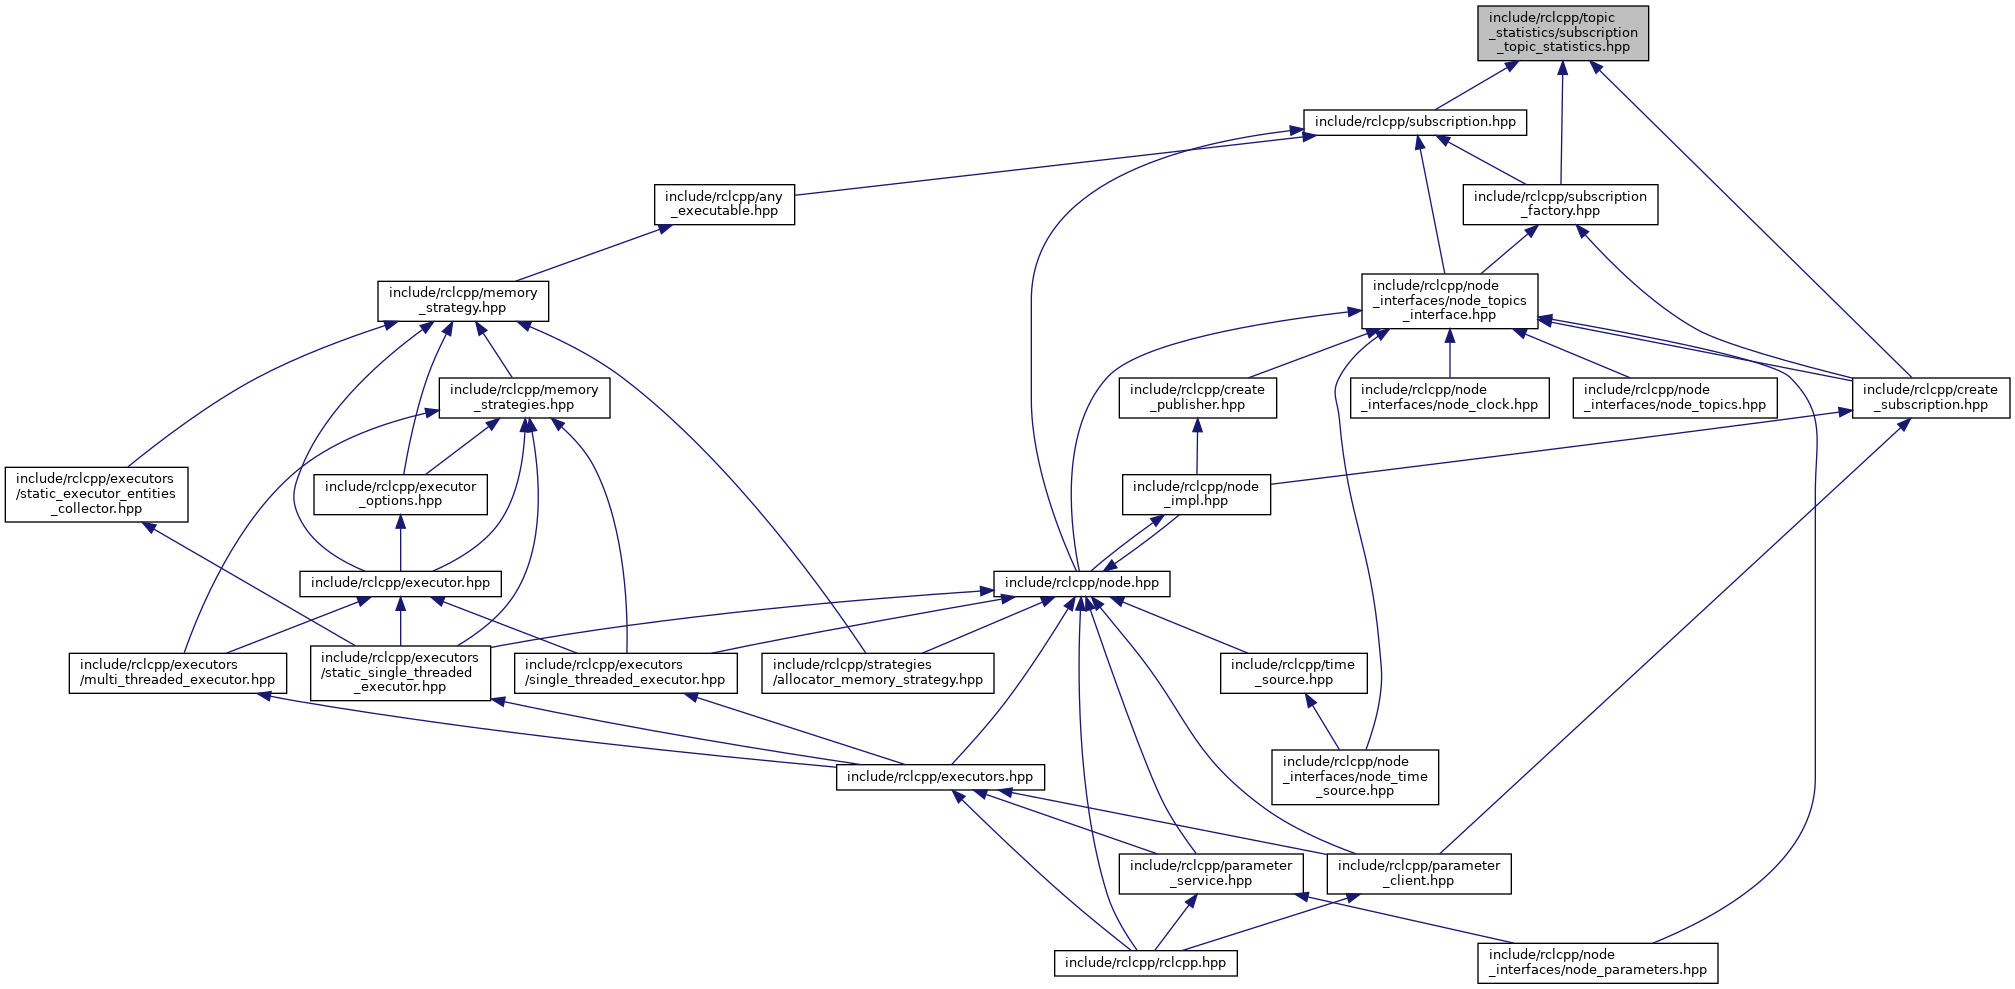 include/rclcpp/topic
_statistics/subscription
_topic_statistics.hpp
include/rclcpp/subscription.hpp
include/rclcpp/any
_executable.hpp
include/rclcpp/subscription
_factory.hpp
include/rclcpp/memory
_strategy.hpp
include/rclcpp/node
_interfaces/node_topics
_interface.hpp
include/rclcpp/memory
_strategies.hpp
include/rclcpp/create
_publisher.hpp
include/rclcpp/node
_interfaces/node_clock.hpp
include/rclcpp/node
_interfaces/node_topics.hpp
include/rclcpp/create
_subscription.hpp
include/rclcpp/executors
/static_executor_entities
_collector.hpp
include/rclcpp/executor
_options.hpp
include/rclcpp/node
_impl.hpp
include/rclcpp/executor.hpp
include/rclcpp/node.hpp
include/rclcpp/executors
/multi_threaded_executor.hpp
include/rclcpp/executors
/static_single_threaded
_executor.hpp
include/rclcpp/executors
/single_threaded_executor.hpp
include/rclcpp/strategies
/allocator_memory_strategy.hpp
include/rclcpp/time
_source.hpp
include/rclcpp/executors.hpp
include/rclcpp/node
_interfaces/node_time
_source.hpp
include/rclcpp/parameter
_service.hpp
include/rclcpp/parameter
_client.hpp
include/rclcpp/rclcpp.hpp
include/rclcpp/node
_interfaces/node_parameters.hpp